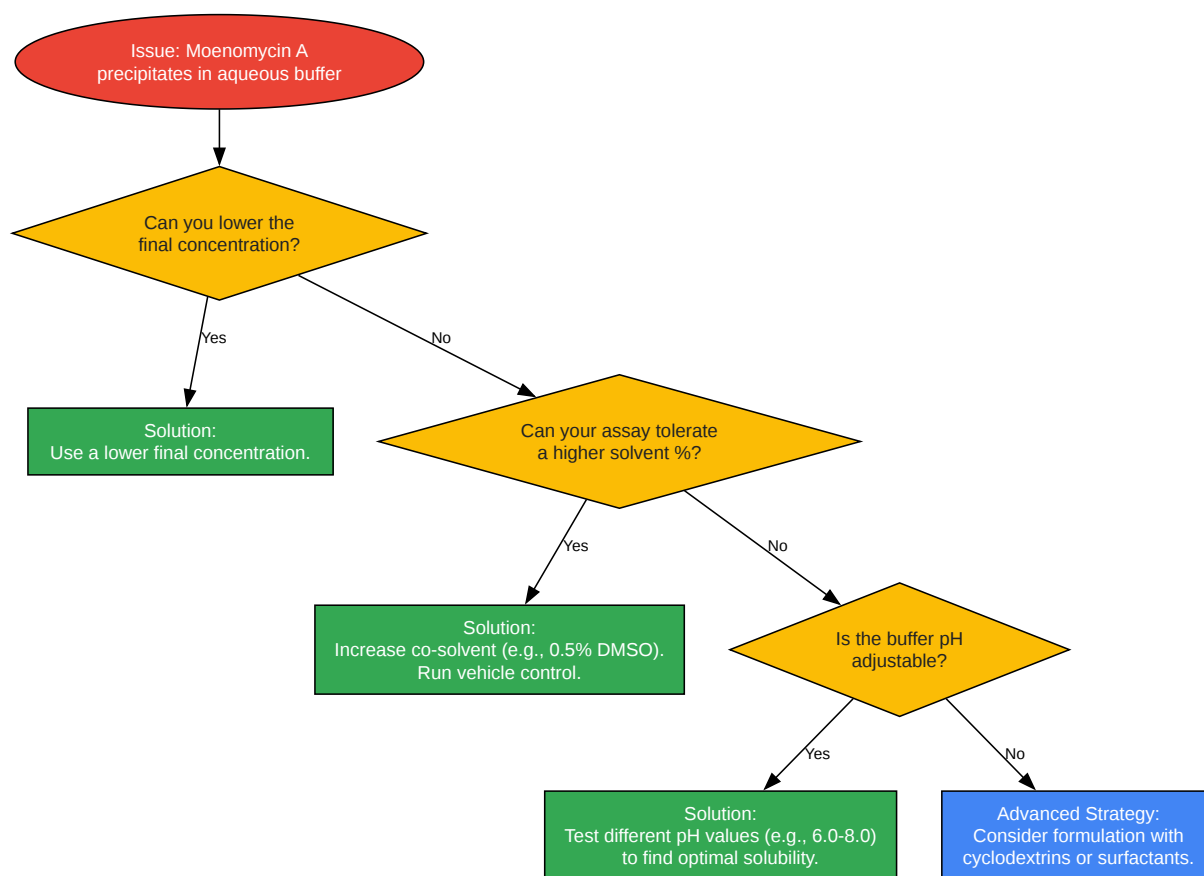 Issue: Moenomycin A
precipitates in aqueous buffer
Can you lower the
final concentration?
Yes
No
Solution:
Use a lower final concentration.
Can your assay tolerate
a higher solvent %?
Yes
No
Solution:
Increase co-solvent (e.g., 0.5% DMSO).
Run vehicle control.
Is the buffer pH
adjustable?
Yes
No
Solution:
Test different pH values (e.g., 6.0-8.0)
to find optimal solubility.
Advanced Strategy:
Consider formulation with
cyclodextrins or surfactants.